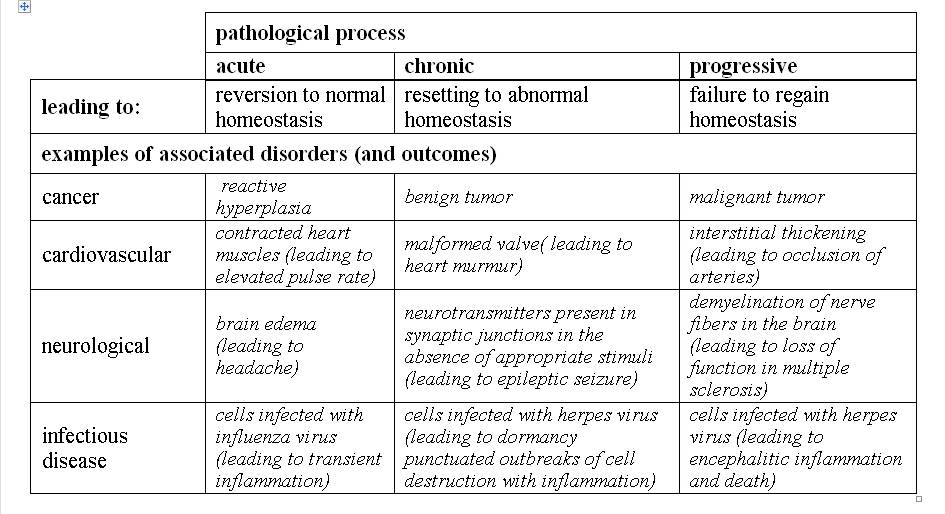 pathological process
acute chronic progressive
leading to:
reversion to normal
homeostasis
resetting to abnormal
homeostasis
failure to regain
homeostasis
examples of associated disorders (and outcomes)
cancer
reactive
hyperplasia
benign tumor
malignant tumor
cardiovascular
contracted heart
muscles (leading to
elevated pulse rate)
malformed valve( leading to
heart murmur)
interstitial thickening
(leading to occlusion of
arteries)
neurological
brain edema
(leading to
headache)
neurotransmitters present in
synaptic junctions in the
absence of appropriate stimuli
(leading to epileptic seizure)
demyelination of nerve
fibers in the brain
(leading to loss of
function in multiple
sclerosis)
infectious
disease
cells infected with
influenza virus
(leading to transient
inflammation)
cells infected with herpes virus
(leading to dormancy
punctuated outbreaks of cell
destruction with inflammation)
cells infected with herpes
virus (leading to
encephalitic inflammation
and death)